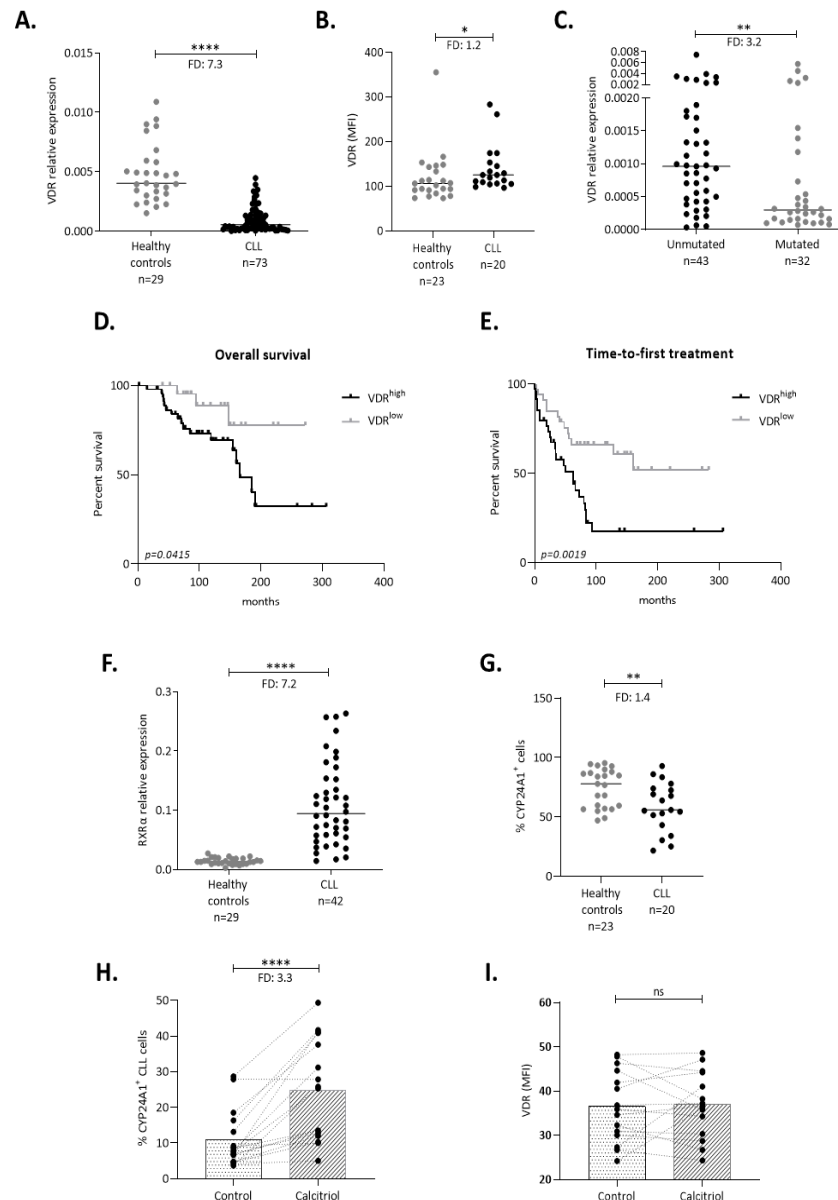 A.
****
FD: 7.3
VDR relative expression
0.015
0.010
0.005
0.000
Healthy controls n=29
CLL n=73
B.
*
FD: 1.2
VDR (MFI)
400
300
200
100
0
Healthy controls n=23
CLL n=20
C.
**
FD: 3.2
VDR relative expression
0.008
0.006
0.004
0.002
0.0020
0.0015
0.0010
0.0005
0.0000
Unmutated n=43
Mutated n=32
D.
Overall survival
VDRhigh
VDRlow
Percent survival
100
50
0
p=0.0415
0 100 200 300 400
months
E.
Time-to-first treatment
VDRhigh
VDRlow
Percent survival
100
50
0
p=0.0019
0 100 200 300 400
months
F.
****
FD: 7.2
RXRα relative expression
0.3
0.2
0.1
0.0
Healthy controls n=29
CLL n=42
G.
**
FD: 1.4
% CYP24A1+ cells
150
100
50
0
Healthy controls n=23
CLL n=20
H.
****
FD: 3.3
% CYP24A1+ CLL cells
50
40
30
20
10
0
Control Calcitriol
I.
ns
VDR (MFI)
60
50
40
30
20
Control Calcitriol